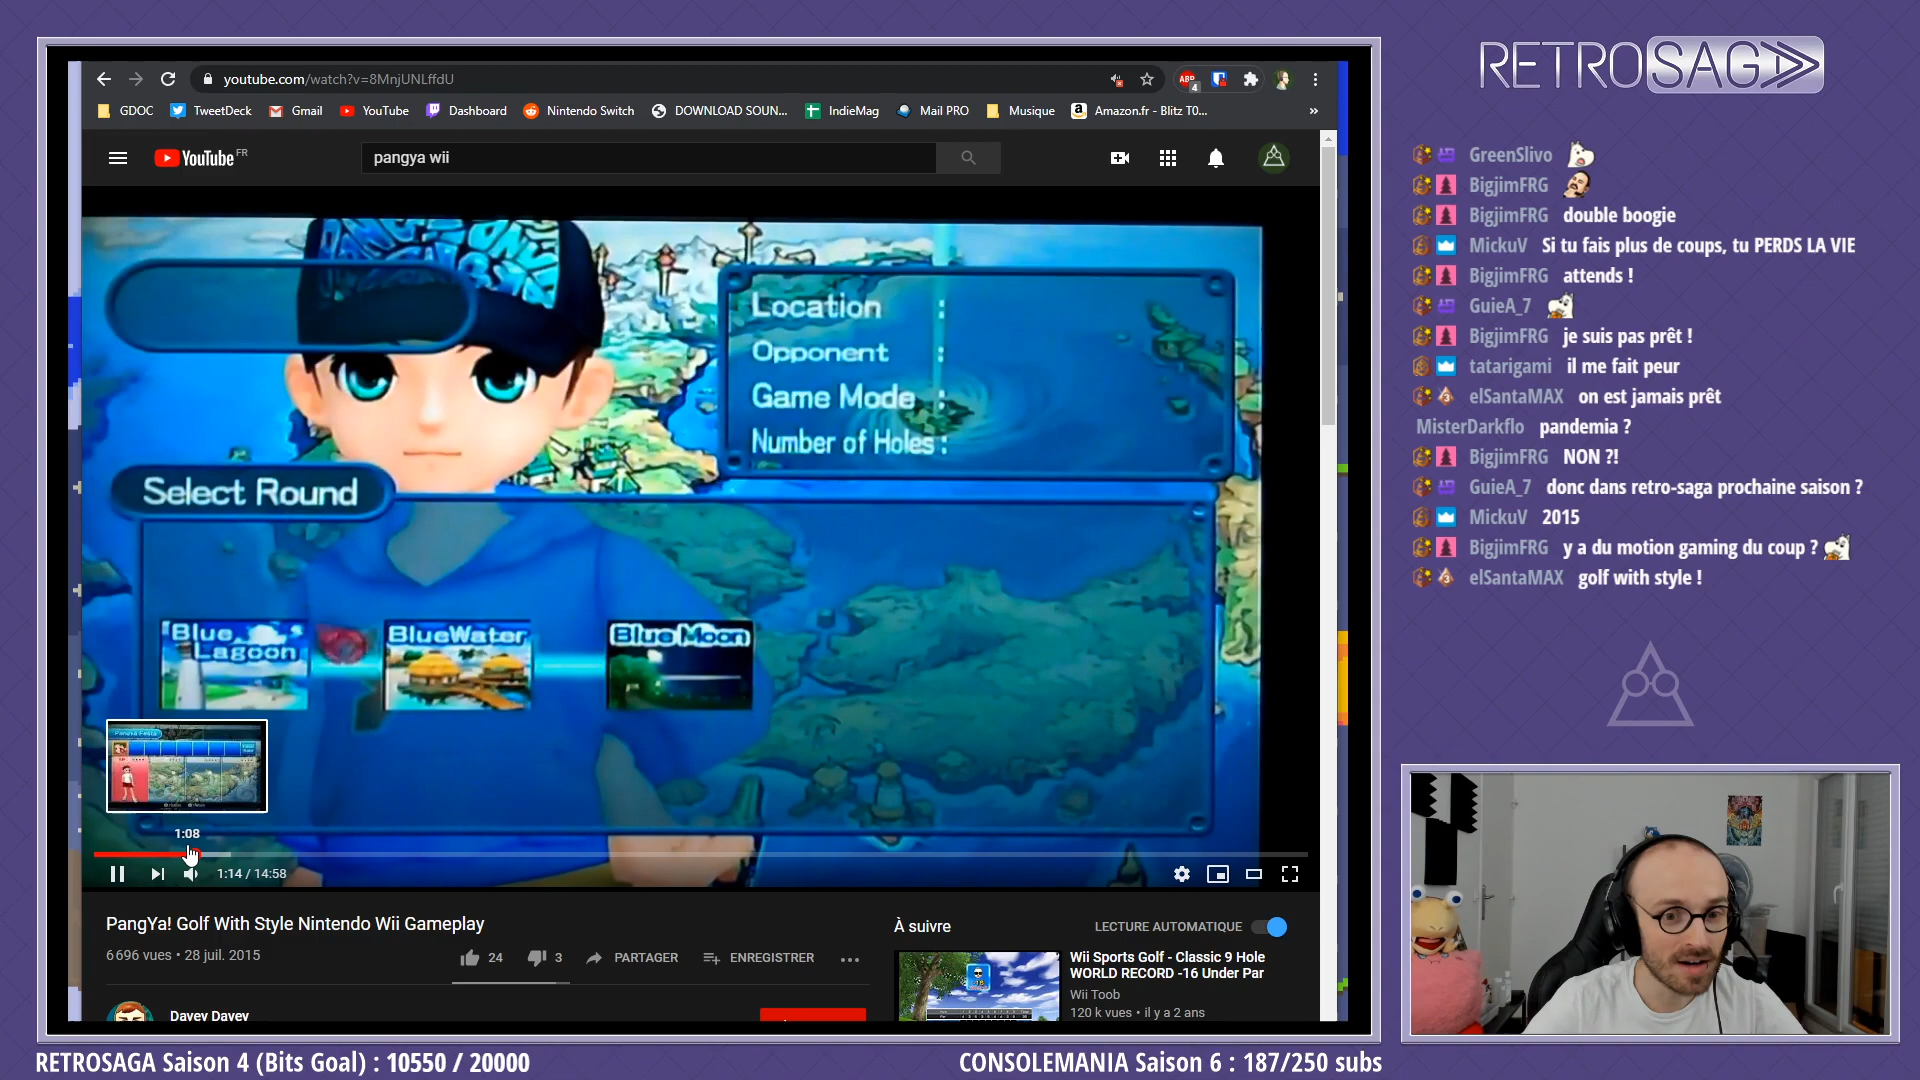 youtube.com/watch?v=8MnjUNLffdU
ABP
4
GDOC
TweetDeck
Gmail
YouTube
Dashboard
Nintendo Switch
DOWNLOAD SOUN...
IndieMag
Mail PRO
Musique
Amazon.fr - Blitz T0...
»
YouTube FR
pangya wii
Location :
Opponent :
Game Mode :
Number of Holes :
Select Round
Blue Lagoon
BlueWater
Blue Moon
Pangya Festa
1:08
1:14 / 14:58
PangYa! Golf With Style Nintendo Wii Gameplay
6 696 vues • 28 juil. 2015
24
3
PARTAGER
ENREGISTRER
Davey Davey
À suivre
LECTURE AUTOMATIQUE
Wii Sports Golf - Classic 9 Hole
WORLD RECORD -16 Under Par
Wii Toob
120 k vues • il y a 2 ans
RETROSAGA
GreenSlivo
BigjimFRG
BigjimFRG double boogie
MickuV Si tu fais plus de coups, tu PERDS LA VIE
BigjimFRG attends !
GuieA_7
BigjimFRG je suis pas prêt !
tatarigami il me fait peur
elSantaMAX on est jamais prêt
MisterDarkflo pandemia ?
BigjimFRG NON ?!
GuieA_7 donc dans retro-saga prochaine saison ?
MickuV 2015
BigjimFRG y a du motion gaming du coup ?
elSantaMAX golf with style !
RETROSAGA Saison 4 (Bits Goal) : 10550 / 20000
CONSOLEMANIA Saison 6 : 187/250 subs